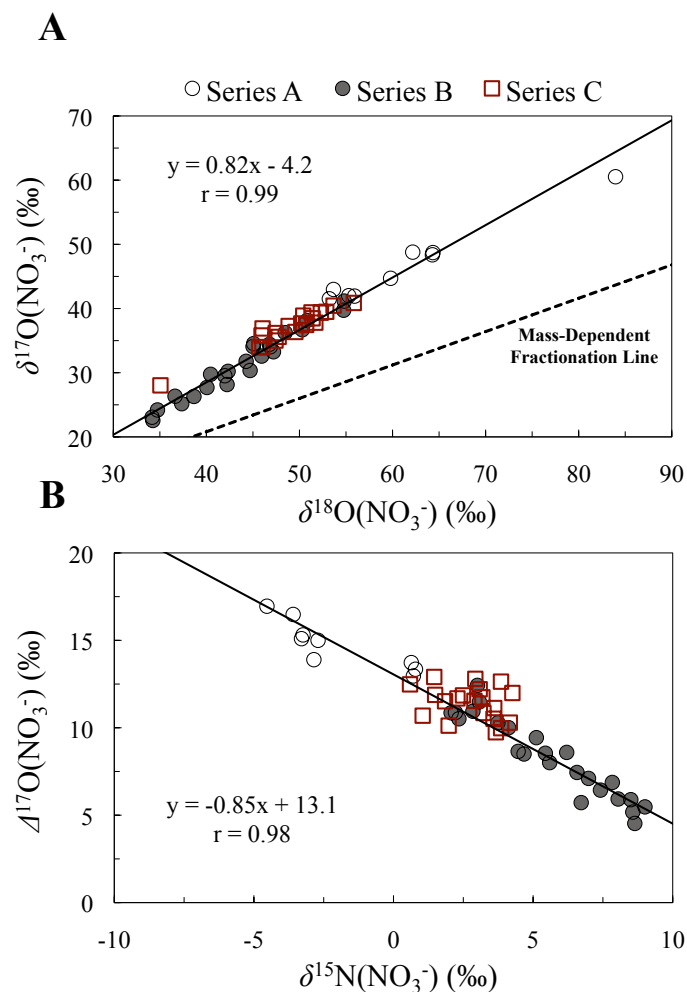 A
Series A Series B Series C
70
60
50
40
30
20
30 40 50 60 70 80 90
y = 0.82x - 4.2
r = 0.99
Mass-Dependent
Fractionation Line
δ¹⁷O(NO₃⁻) (‰)
δ¹⁸O(NO₃⁻) (‰)
B
20
15
10
5
0
-10 -5 0 5 10
y = -0.85x + 13.1
r = 0.98
Δ¹⁷O(NO₃⁻) (‰)
δ¹⁵N(NO₃⁻) (‰)